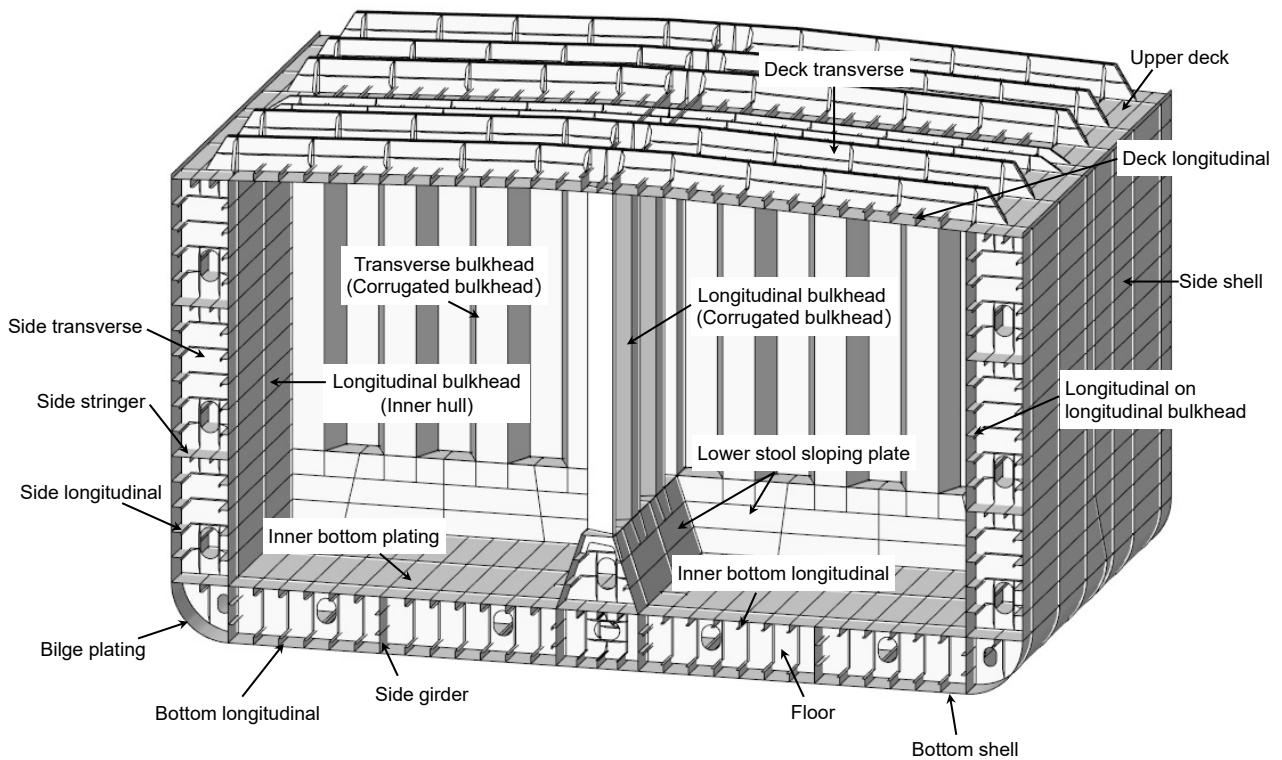 Upper deck
Deck transverse
Deck longitudinal
Transverse bulkhead
(Corrugated bulkhead)
Longitudinal bulkhead
(Corrugated bulkhead)
Side shell
Side transverse
Longitudinal bulkhead
(Inner hull)
Side stringer
Longitudinal on
longitudinal bulkhead
Lower stool sloping plate
Side longitudinal
Inner bottom plating
Inner bottom longitudinal
Bilge plating
Side girder
Bottom longitudinal
Floor
Bottom shell